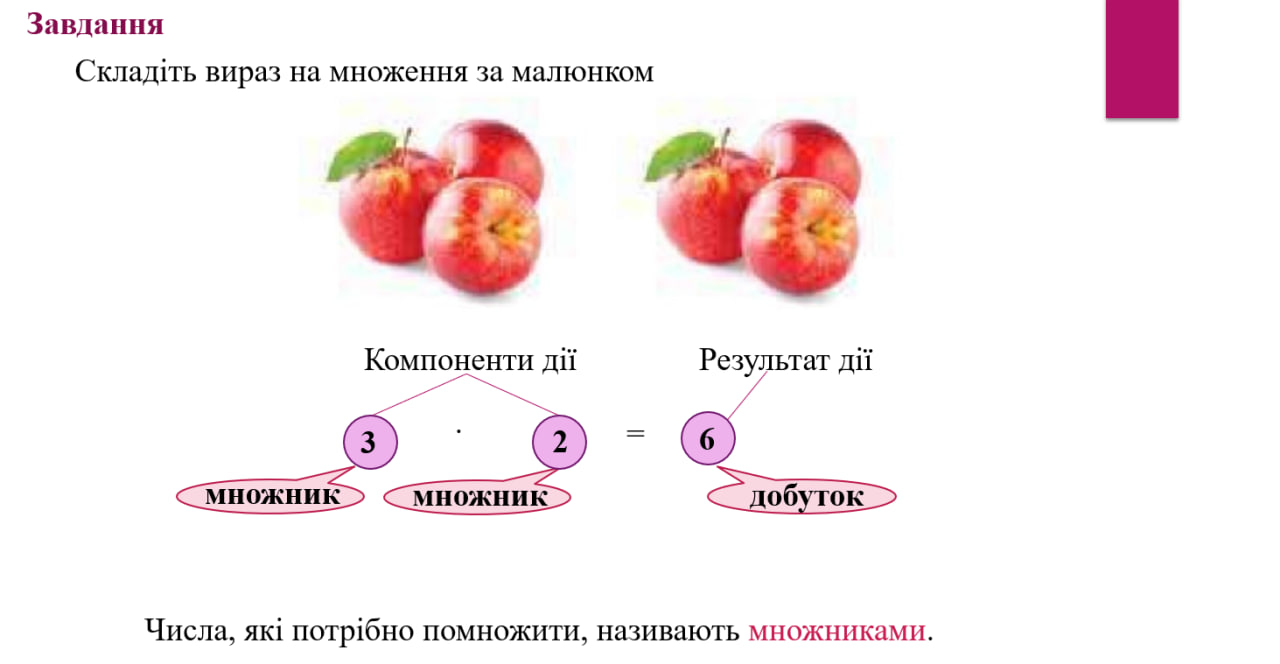 Завдання
Складіть вираз на множення за малюнком
Компоненти дії Результат дії
3 · 2 = 6
множник множник добуток
Числа, які потрібно помножити, називають множниками.